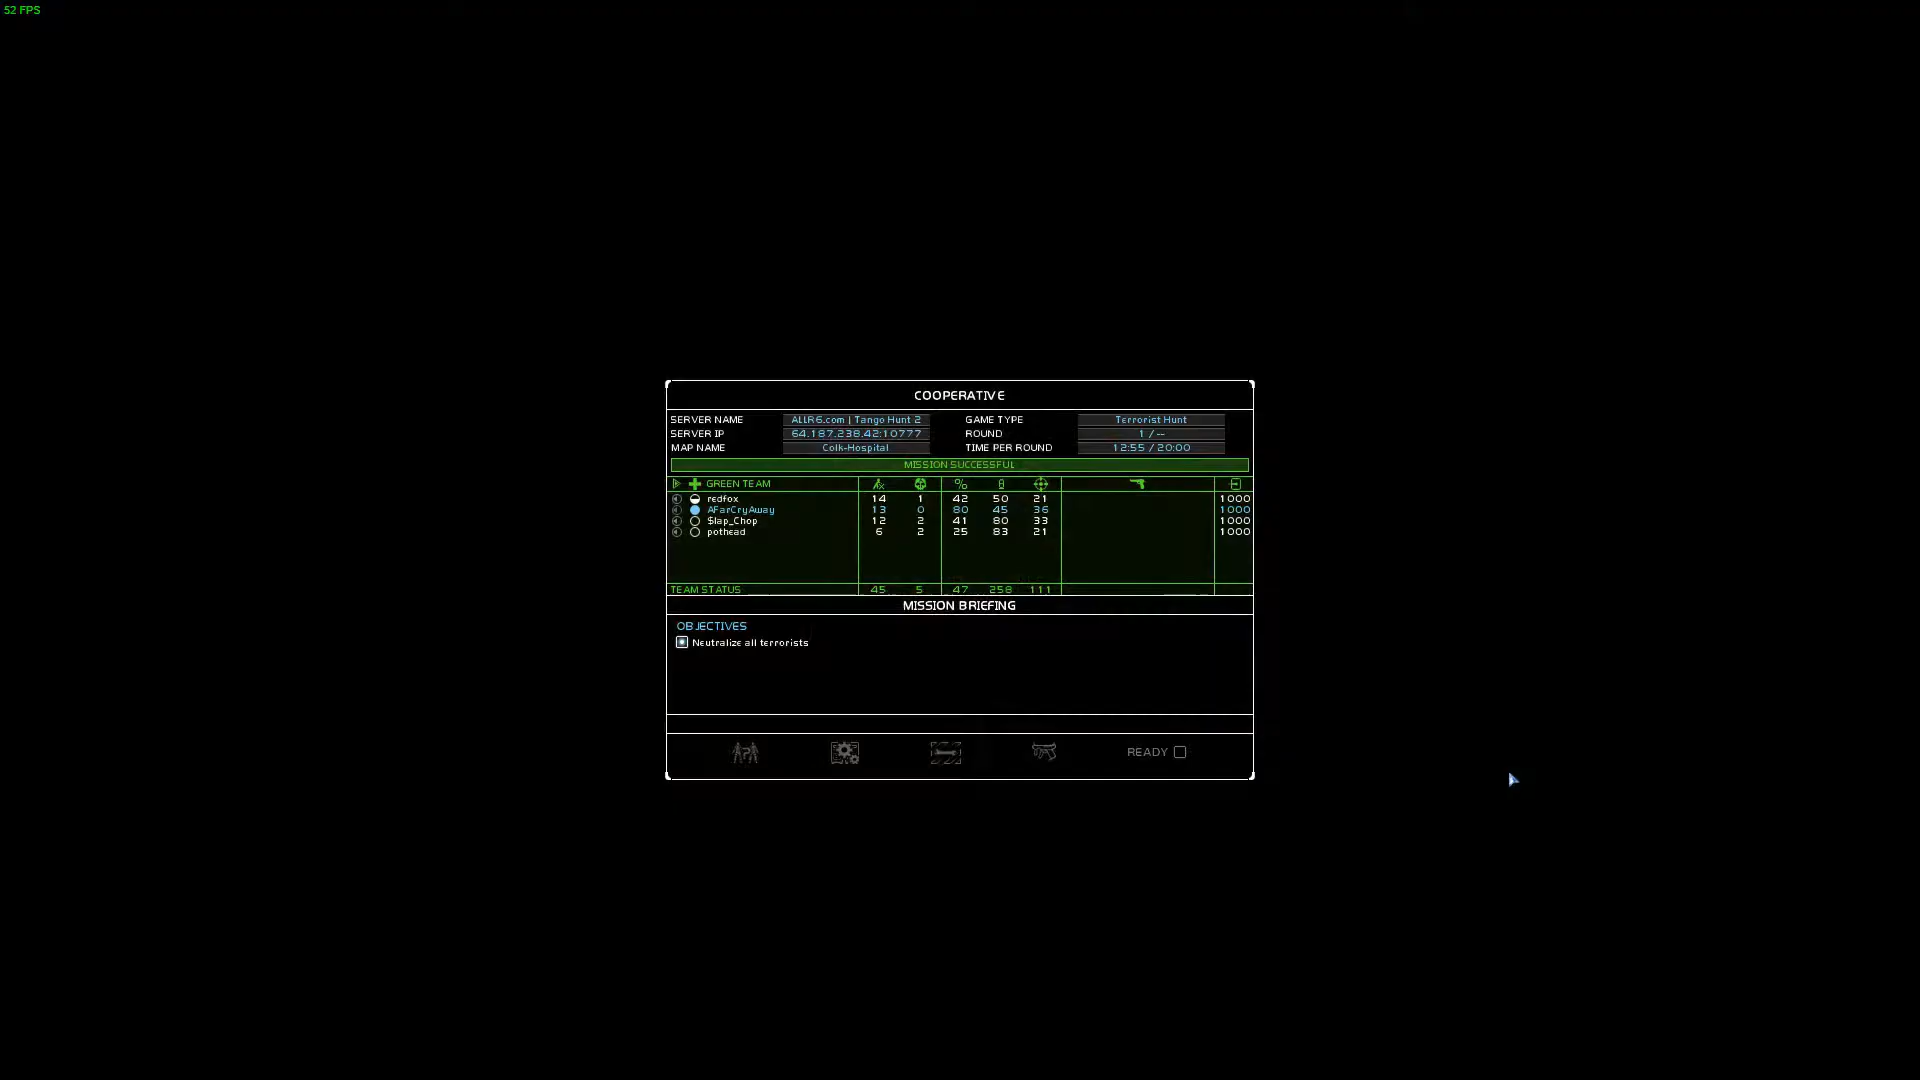 52 FPS
COOPERATIVE
SERVER NAME ALLR6.com | Tango Hunt 2 GAME TYPE Terrorist Hunt
SERVER IP 64.187.238.42:10777 ROUND 1 / --
MAP NAME Colk-Hospital TIME PER ROUND 12:55 / 20:00
MISSION SUCCESSFUL
GREEN TEAM %
redfox 14 1 42 50 21 1000
AFarCryAway 13 0 80 45 36 1000
$lap_Chop 12 2 41 80 33 1000
pothead 6 2 25 83 21 1000
TEAM STATUS 45 5 47 258 111
MISSION BRIEFING
OBJECTIVES
Neutralize all terrorists
READY